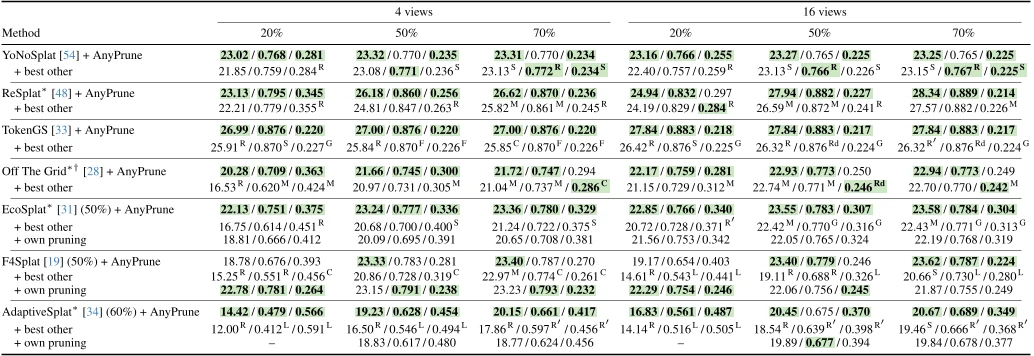 4 views 16 views
Method 20% 50% 70% 20% 50% 70%
YoNoSplat [54] + AnyPrune 23.02 / 0.768 / 0.281 23.32 / 0.770 / 0.235 23.31 / 0.770 / 0.234 23.16 / 0.766 / 0.255 23.27 / 0.765 / 0.225 23.25 / 0.765 / 0.225
+ best other 21.85 / 0.759 / 0.284 R 23.08 / 0.771 / 0.236 S 23.13 S / 0.772 R / 0.234 S 22.40 / 0.757 / 0.259 R 23.13 S / 0.766 R / 0.226 S 23.15 S / 0.767 R / 0.225 S
ReSplat* [48] + AnyPrune 23.13 / 0.795 / 0.345 26.18 / 0.860 / 0.256 26.62 / 0.870 / 0.236 24.94 / 0.832 / 0.297 27.94 / 0.882 / 0.227 28.34 / 0.889 / 0.214
+ best other 22.21 / 0.779 / 0.355 R 24.81 / 0.847 / 0.263 R 25.82 M / 0.861 M / 0.245 R 24.19 / 0.829 / 0.284 R 26.59 M / 0.872 M / 0.241 R 27.57 / 0.882 / 0.226 M
TokenGS [33] + AnyPrune 26.99 / 0.876 / 0.220 27.00 / 0.876 / 0.220 27.00 / 0.876 / 0.220 27.84 / 0.883 / 0.218 27.84 / 0.883 / 0.217 27.84 / 0.883 / 0.217
+ best other 25.91 R / 0.870 S / 0.227 G 25.84 R / 0.870 F / 0.226 F 25.85 C / 0.870 F / 0.226 F 26.42 R / 0.876 S / 0.225 G 26.32 R / 0.876 Rd / 0.224 G 26.32 R′ / 0.876 Rd / 0.224 G
Off The Grid*† [28] + AnyPrune 20.28 / 0.709 / 0.363 21.66 / 0.745 / 0.300 21.72 / 0.747 / 0.294 22.17 / 0.759 / 0.281 22.93 / 0.773 / 0.250 22.94 / 0.773 / 0.249
+ best other 16.53 R / 0.620 M / 0.424 M 20.97 / 0.731 / 0.305 M 21.04 M / 0.737 M / 0.286 C 21.15 / 0.729 / 0.312 M 22.74 M / 0.771 M / 0.246 Rd 22.70 / 0.770 / 0.242 M
EcoSplat* [31] (50%) + AnyPrune 22.13 / 0.751 / 0.375 23.24 / 0.777 / 0.336 23.36 / 0.780 / 0.329 22.85 / 0.766 / 0.340 23.55 / 0.783 / 0.307 23.58 / 0.784 / 0.304
+ best other 16.75 / 0.614 / 0.451 R 20.68 / 0.700 / 0.400 S 21.24 / 0.722 / 0.375 S 20.72 / 0.728 / 0.371 R′ 22.42 M / 0.770 G / 0.316 G 22.43 M / 0.771 G / 0.313 G
+ own pruning 18.81 / 0.666 / 0.412 20.09 / 0.695 / 0.391 20.65 / 0.708 / 0.381 21.56 / 0.753 / 0.342 22.05 / 0.765 / 0.324 22.19 / 0.768 / 0.319
F4Splat [19] (50%) + AnyPrune 18.78 / 0.676 / 0.393 23.33 / 0.783 / 0.281 23.40 / 0.787 / 0.270 19.17 / 0.654 / 0.403 23.40 / 0.779 / 0.246 23.62 / 0.787 / 0.224
+ best other 15.25 R / 0.551 R / 0.456 C 20.86 / 0.728 / 0.319 C 22.97 M / 0.774 C / 0.261 C 14.61 R / 0.543 L / 0.441 L 19.11 R / 0.688 R / 0.326 L 20.66 S / 0.730 L / 0.280 L
+ own pruning 22.78 / 0.781 / 0.264 23.15 / 0.791 / 0.238 23.23 / 0.793 / 0.232 22.29 / 0.754 / 0.246 22.06 / 0.756 / 0.245 21.87 / 0.755 / 0.249
AdaptiveSplat* [34] (60%) + AnyPrune 14.42 / 0.479 / 0.566 19.23 / 0.628 / 0.454 20.15 / 0.661 / 0.417 16.83 / 0.561 / 0.487 20.45 / 0.675 / 0.370 20.67 / 0.689 / 0.349
+ best other 12.00 R / 0.412 L / 0.591 L 16.50 R / 0.546 L / 0.494 L 17.86 R / 0.597 R′ / 0.456 R′ 14.14 R / 0.516 L / 0.505 L 18.54 R / 0.639 R′ / 0.398 R′ 19.46 S / 0.666 R′ / 0.368 R′
+ own pruning – 18.83 / 0.617 / 0.480 18.77 / 0.624 / 0.456 – 19.89 / 0.677 / 0.394 19.84 / 0.678 / 0.377